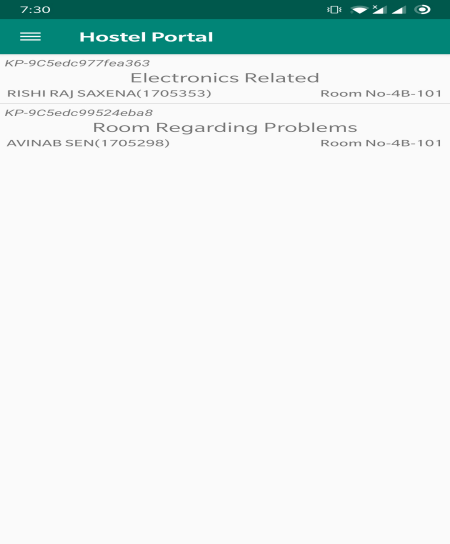 7:30
Hostel Portal
KP-9C5edc977fea363
Electronics Related
RISHI RAJ SAXENA(1705353) Room No-4B-101
KP-9C5edc99524eba8
Room Regarding Problems
AVINAB SEN(1705298) Room No-4B-101